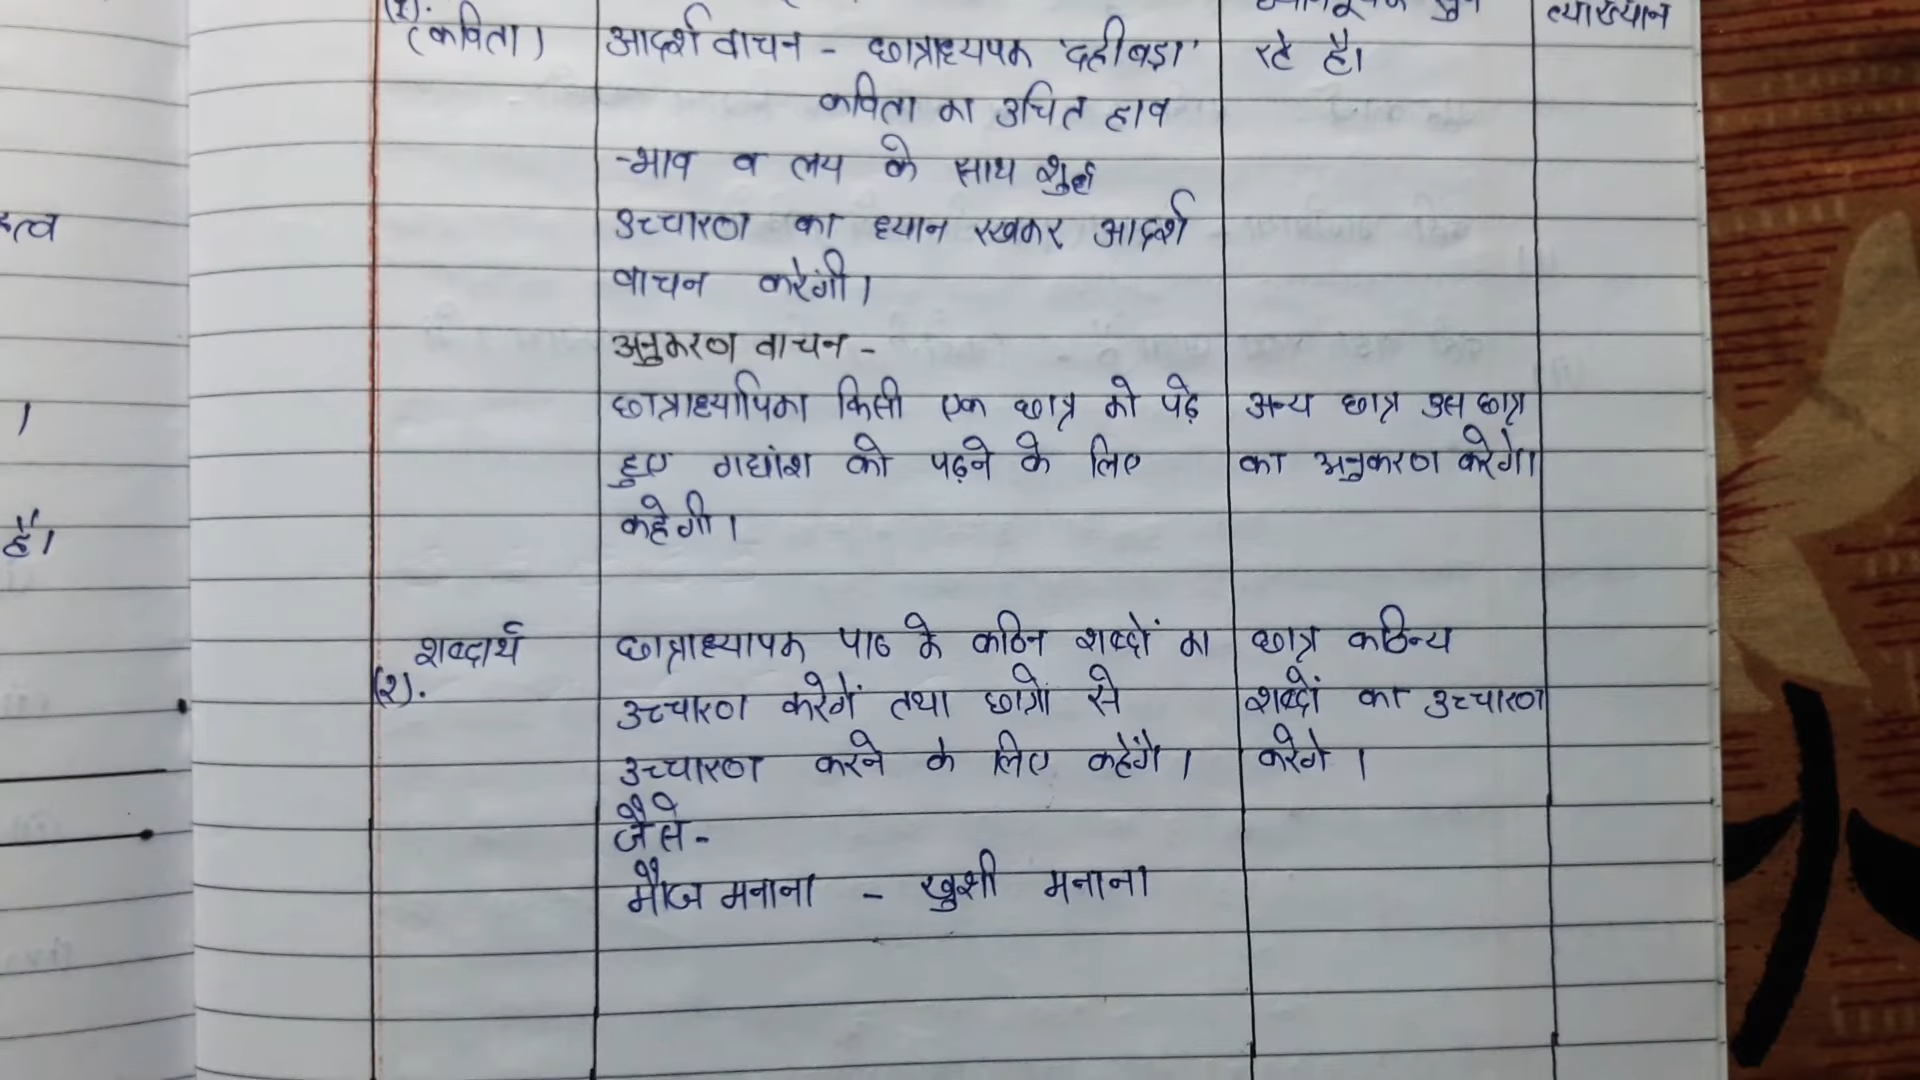 (१).
व्याख्यान
(कविता) आदर्श वाचन - छात्राध्यपक 'दहीबड़ा' रहे है।
कविता का उचित हाव
-भाव व लय के साथ शुद्ध
उच्चारण का ध्यान रखकर आदर्श
वाचन करेंगी।
अनुकरण वाचन -
छात्राध्यापिका किसी एक छात्र को पढ़े अन्य छात्र उस छात्र
हुए गद्यांश को पढ़ने के लिए का अनुकरण करेगे।
कहेगी।
है।
शब्दार्थ छात्राध्यापक पाठ के कठिन शब्दों का छात्र कठिन्य
(२). उच्चारण करेगें तथा छात्रों से शब्दों का उच्चारण
उच्चारण करने के लिए कहेंगे। करेगे।
जैसे-
मौज मनाना - खुशी मनाना